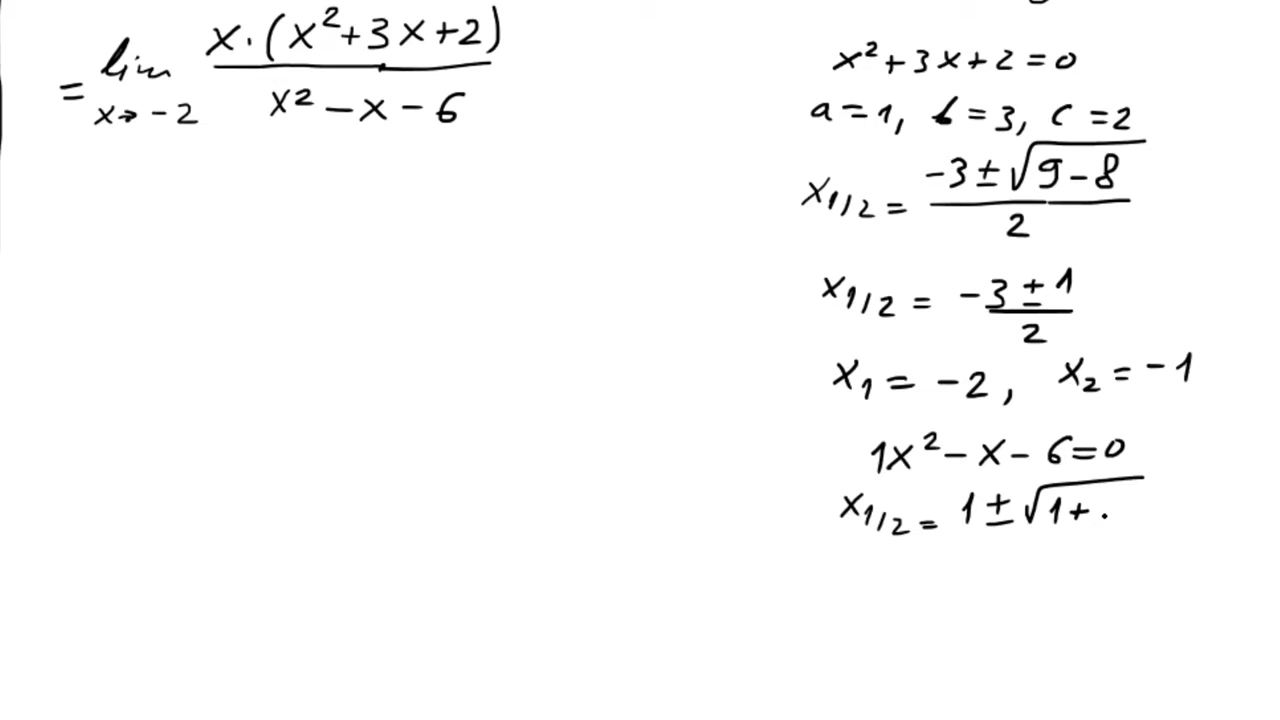 = lim x→-2 x·(x²+3x+2) / x²-x-6
x²+3x+2=0
a=1, b=3, c=2
x1/2 = -3±√9-8 / 2
x1/2 = -3±1 / 2
x1 = -2, x2 = -1
1x²-x-6=0
x1/2 = 1±√1+.